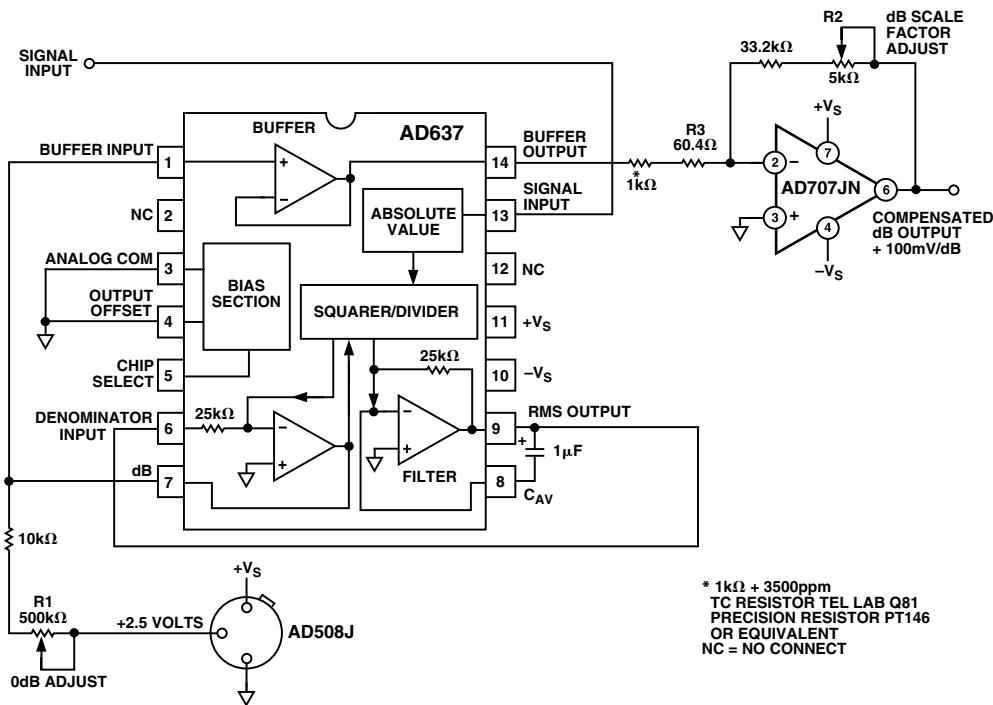 SIGNAL
INPUT
BUFFER
AD637
BUFFER INPUT
1
+
−
14
BUFFER
OUTPUT
NC
2
ABSOLUTE
VALUE
13
SIGNAL
INPUT
ANALOG COM
3
BIAS
SECTION
12
NC
OUTPUT
OFFSET
4
SQUARER/DIVIDER
11
+VS
CHIP
SELECT
5
25kΩ
10
−VS
DENOMINATOR
INPUT
6
25kΩ
−
+
−
+
FILTER
9
RMS OUTPUT
+
1μF
dB
7
8
CAV
R2
dB SCALE
FACTOR
ADJUST
33.2kΩ
5kΩ
R3
60.4Ω
*
1kΩ
+VS
7
2
−
AD707JN
6
3
+
4
−VS
COMPENSATED
dB OUTPUT
+ 100mV/dB
10kΩ
R1
500kΩ
0dB ADJUST
+2.5 VOLTS
+VS
AD508J
* 1kΩ + 3500ppm
TC RESISTOR TEL LAB Q81
PRECISION RESISTOR PT146
OR EQUIVALENT
NC = NO CONNECT